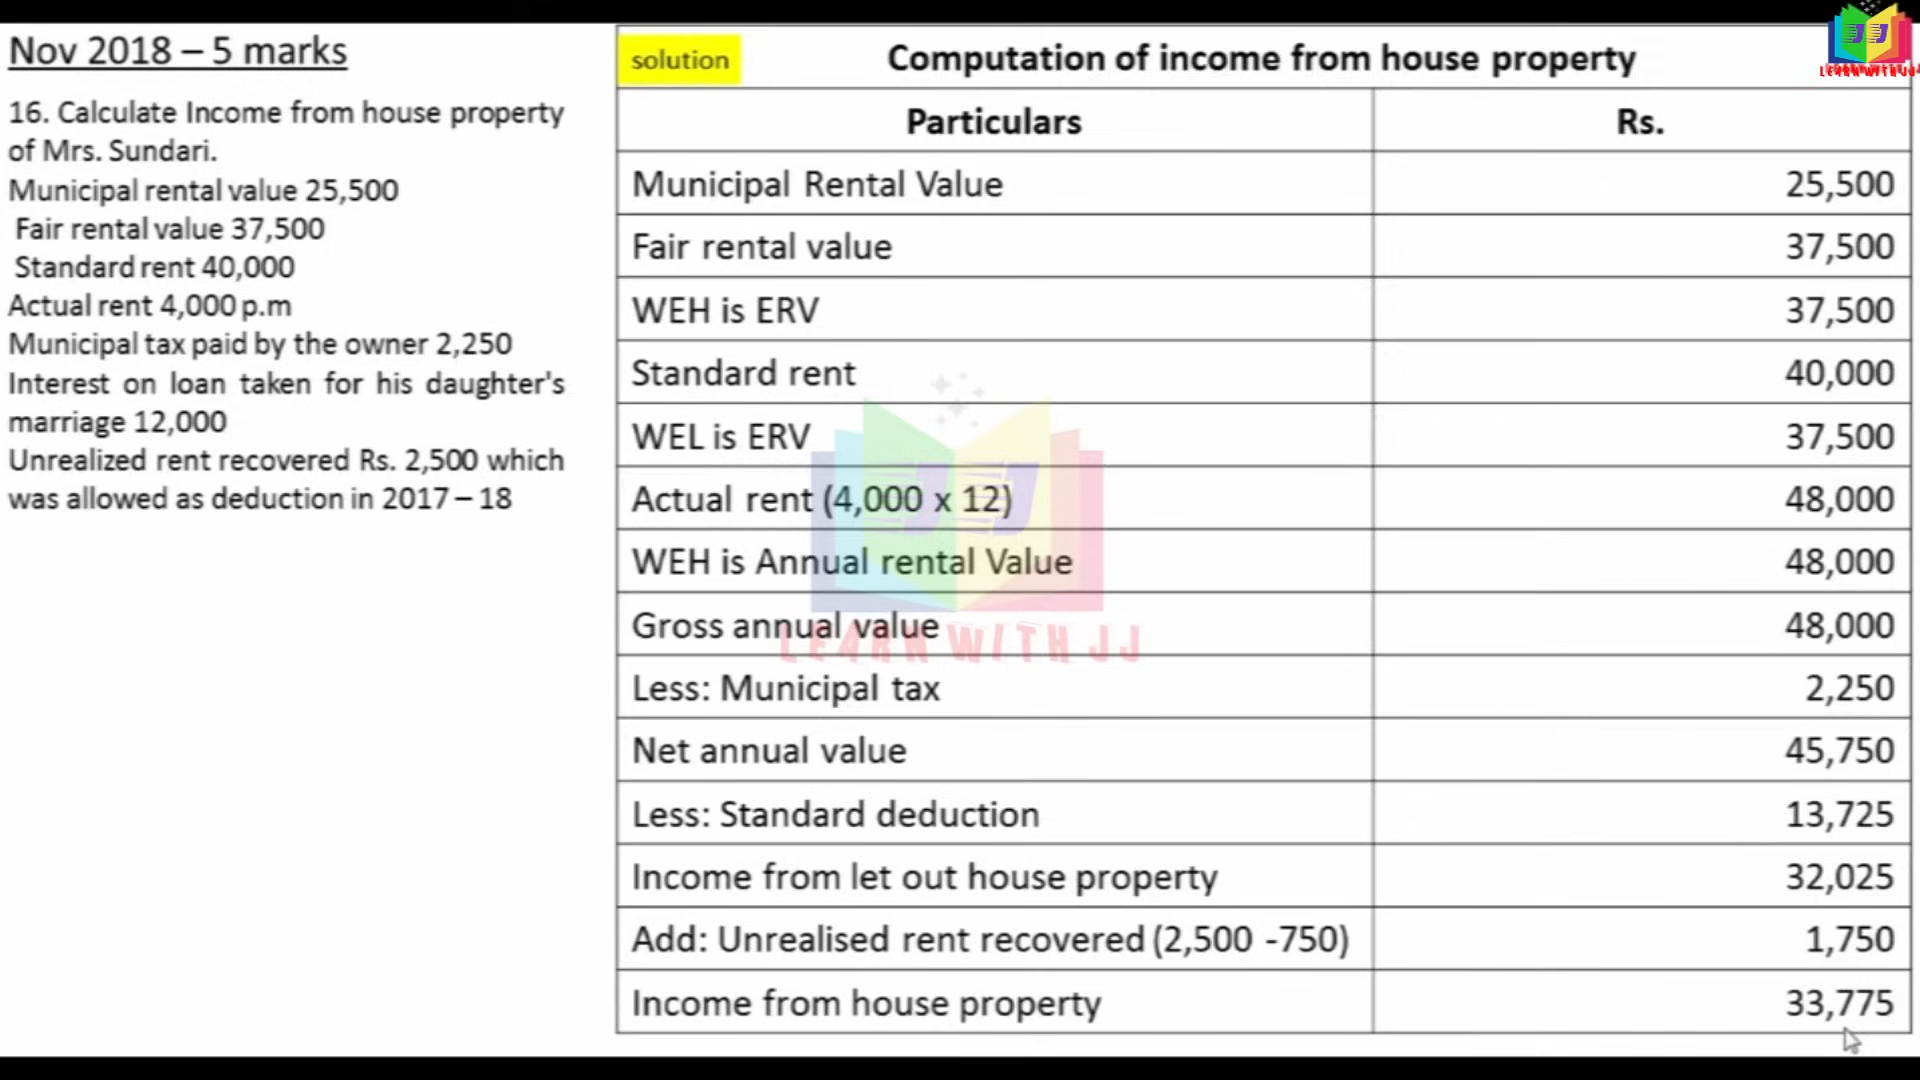 Nov 2018 – 5 marks
16. Calculate Income from house property
of Mrs. Sundari.
Municipal rental value 25,500
Fair rental value 37,500
Standard rent 40,000
Actual rent 4,000 p.m
Municipal tax paid by the owner 2,250
Interest on loan taken for his daughter's
marriage 12,000
Unrealized rent recovered Rs. 2,500 which
was allowed as deduction in 2017 – 18
solution Computation of income from house property
Particulars Rs.
Municipal Rental Value 25,500
Fair rental value 37,500
WEH is ERV 37,500
Standard rent 40,000
WEL is ERV 37,500
Actual rent (4,000 x 12) 48,000
WEH is Annual rental Value 48,000
Gross annual value 48,000
Less: Municipal tax 2,250
Net annual value 45,750
Less: Standard deduction 13,725
Income from let out house property 32,025
Add: Unrealised rent recovered (2,500 -750) 1,750
Income from house property 33,775
JJ
LEARN WITH JJ
JJ
LEARN WITH JJ